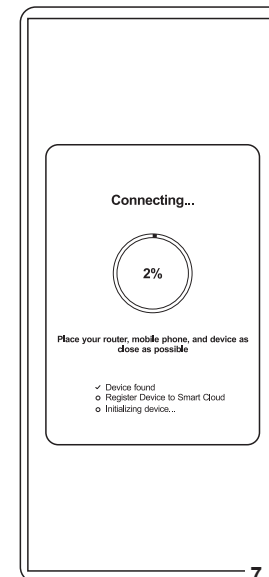 Connecting...
2%
Place your router, mobile phone, and device as
close as possible
✓ Device found
o Register Device to Smart Cloud
o Initializing device...
7